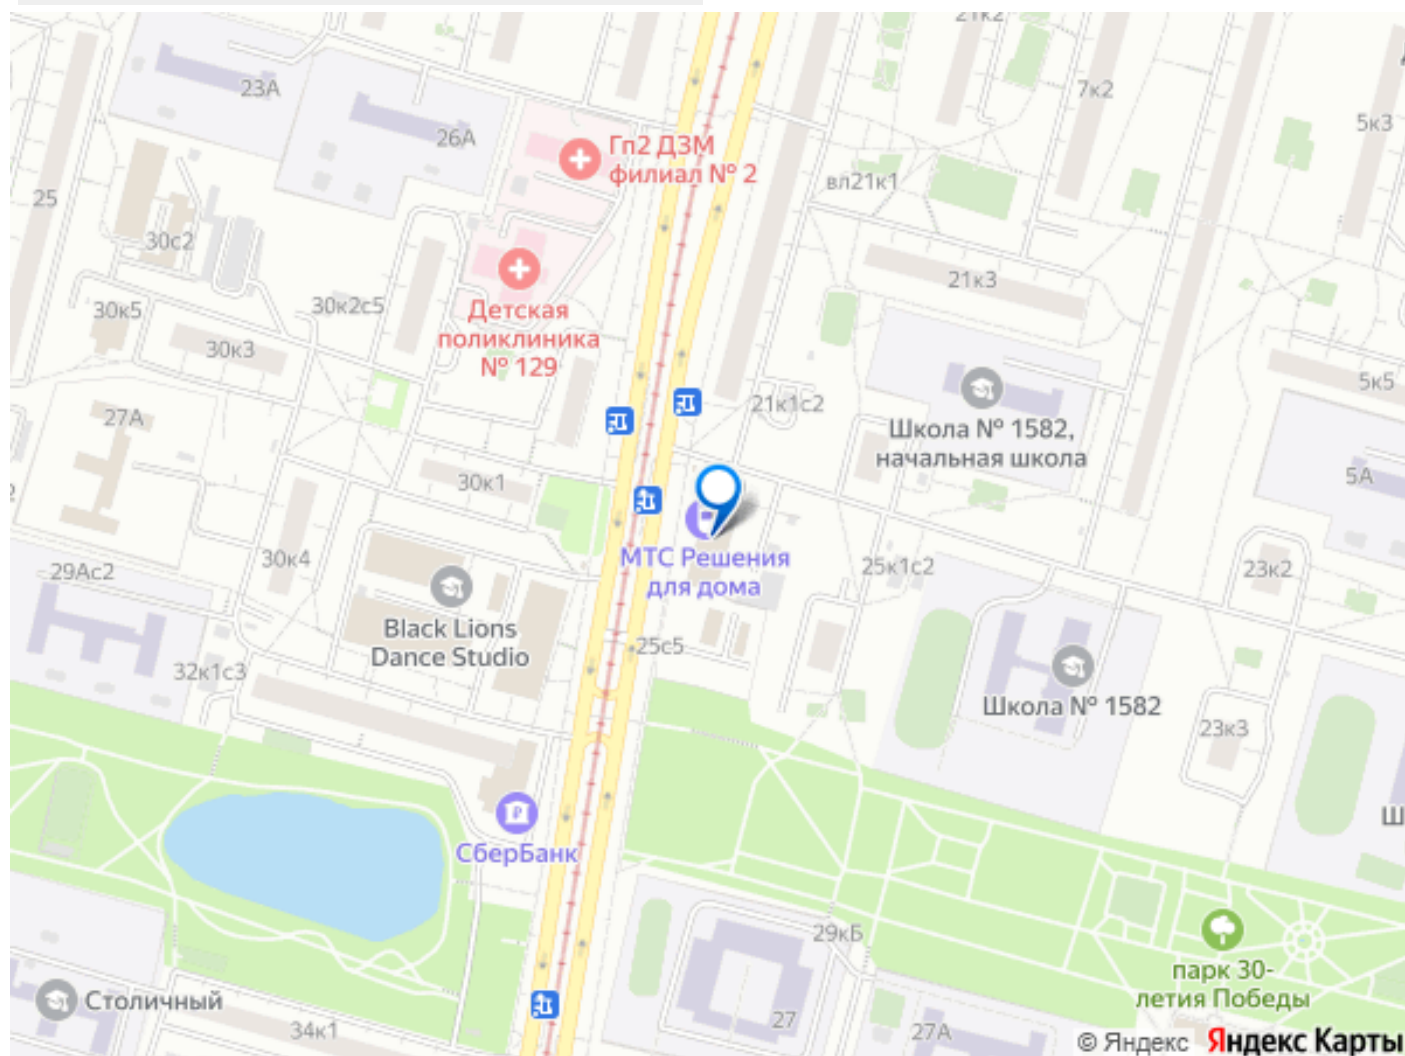 21к2
23А
7к2
26А
5к3
Гп2 ДЗМ
филиал № 2
вл21к1
25
30с2
21к3
30к5
30к2с5
Детская
поликлиника
№ 129
30к3
5к5
21к1с2
27А
Школа № 1582,
начальная школа
30к1
5А
30к4
МТС Решения
для дома
25к1с2
23к2
29Ас2
Black Lions
Dance Studio
25с5
32к1с3
Школа № 1582
23к3
СберБанк
29кБ
парк 30-
летия Победы
Столичный
34к1
27
27А
© Яндекс Яндекс Карты